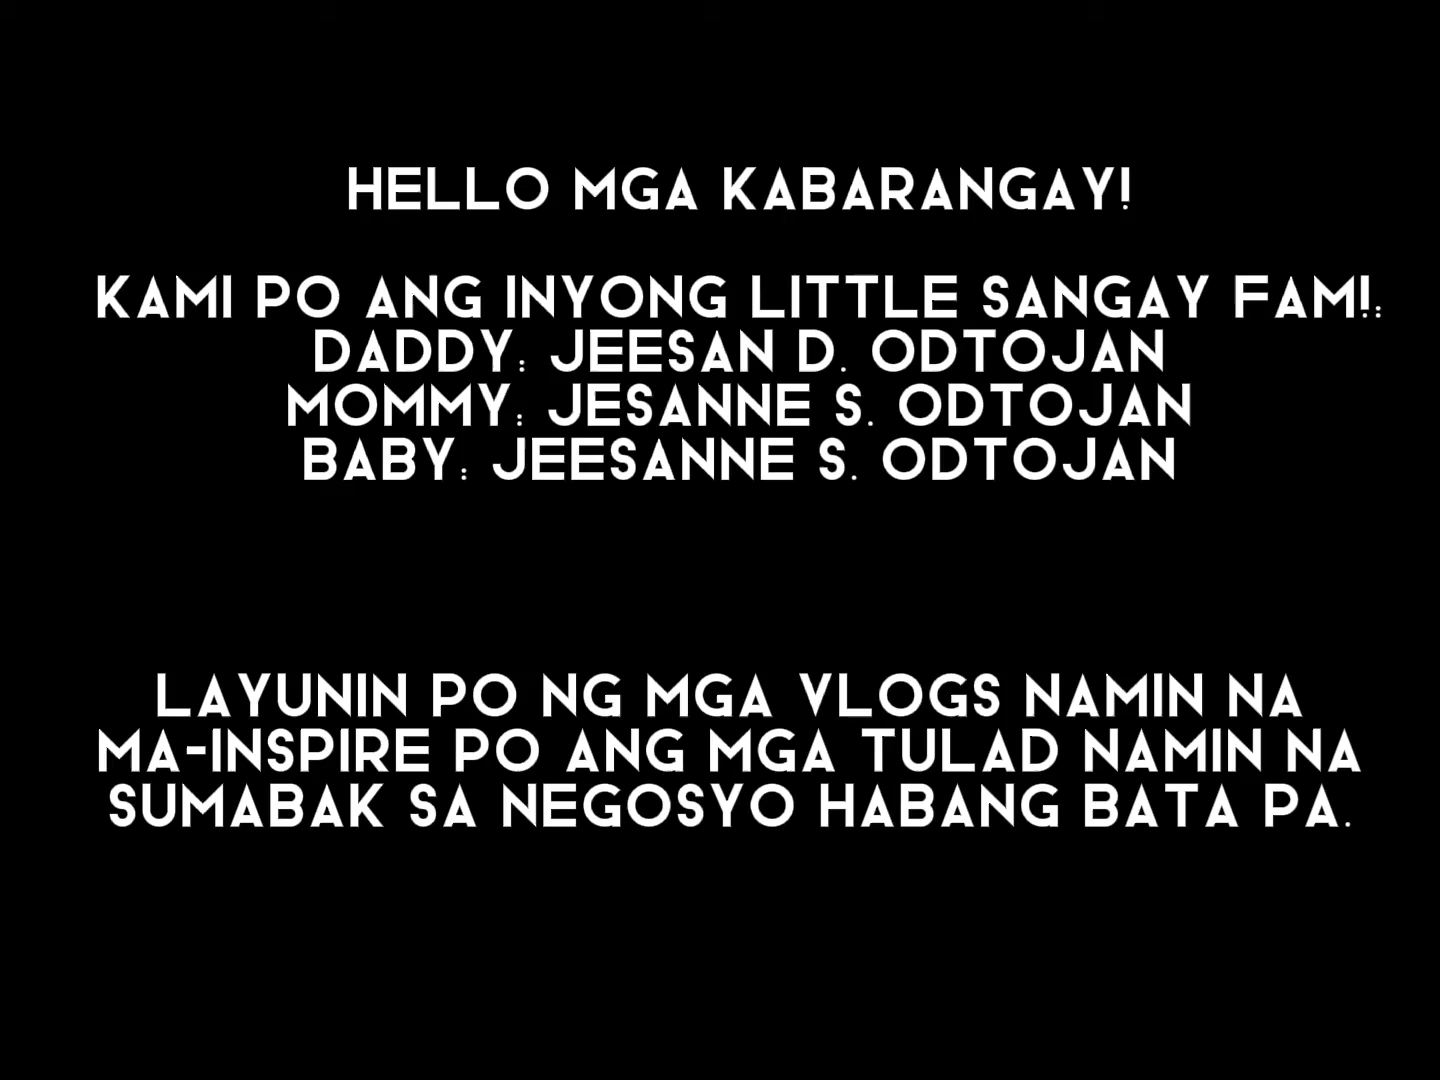 HELLO MGA KABARANGAY!
KAMI PO ANG INYONG LITTLE SANGAY FAM!:
DADDY: JEESAN D. ODTOJAN
MOMMY: JESANNE S. ODTOJAN
BABY: JEESANNE S. ODTOJAN
LAYUNIN PO NG MGA VLOGS NAMIN NA
MA-INSPIRE PO ANG MGA TULAD NAMIN NA
SUMABAK SA NEGOSYO HABANG BATA PA.